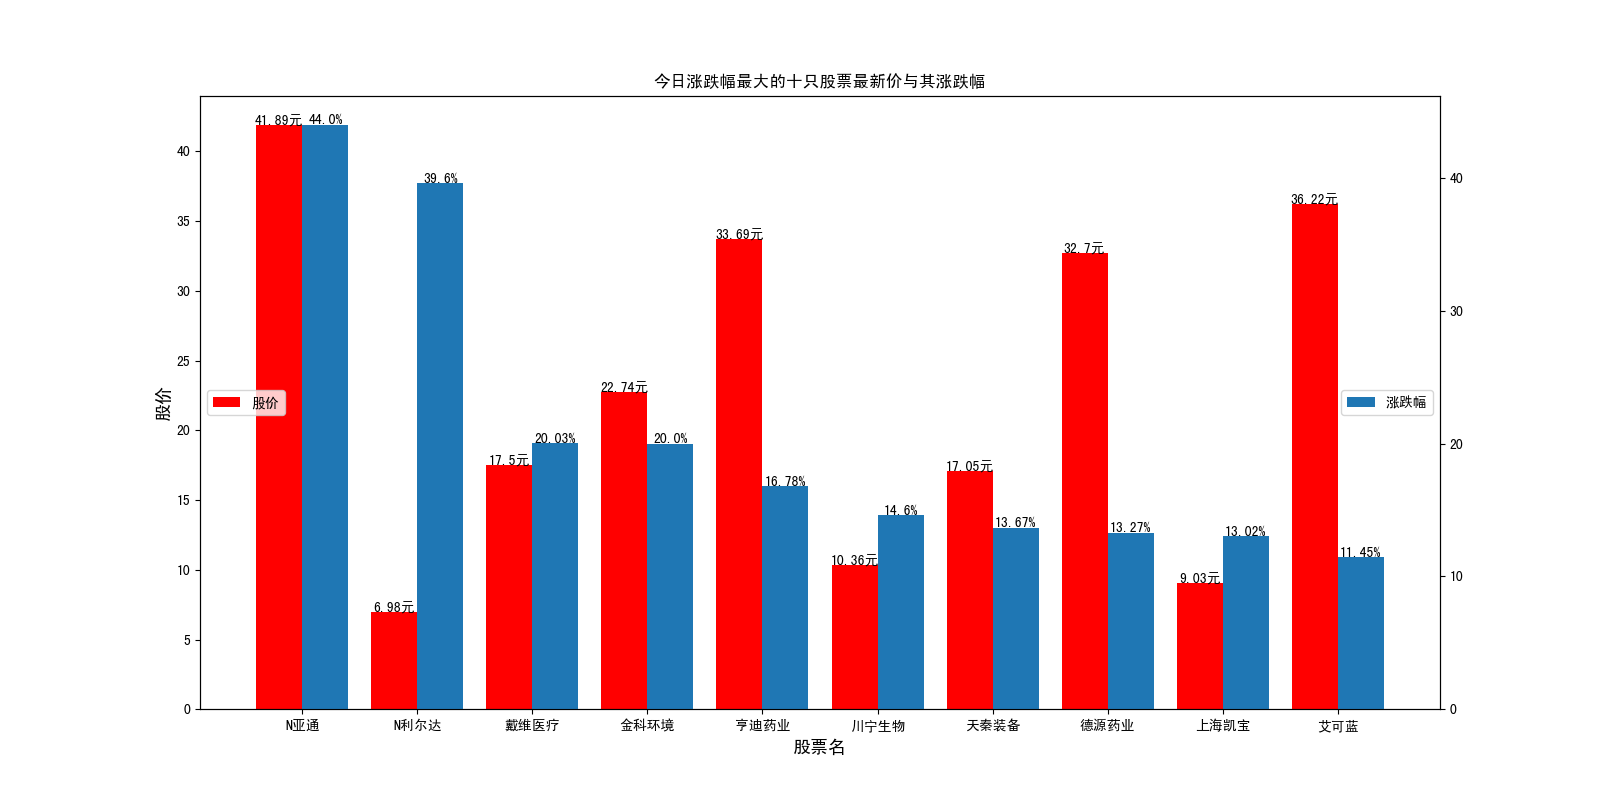 今日涨跌幅最大的十只股票最新价与其涨跌幅
股价
40
35
30
25
20
15
10
5
0
股价
41.89元 44.0%
6.98元 39.6%
17.5元 20.03%
22.74元 20.0%
33.69元 16.78%
10.36元 14.6%
17.05元 13.67%
32.7元 13.27%
9.03元 13.02%
36.22元 11.45%
涨跌幅
40
30
20
10
0
N亚通 N利尔达 戴维医疗 金科环境 亨迪药业 川宁生物 天秦装备 德源药业 上海凯宝 艾可蓝
股票名